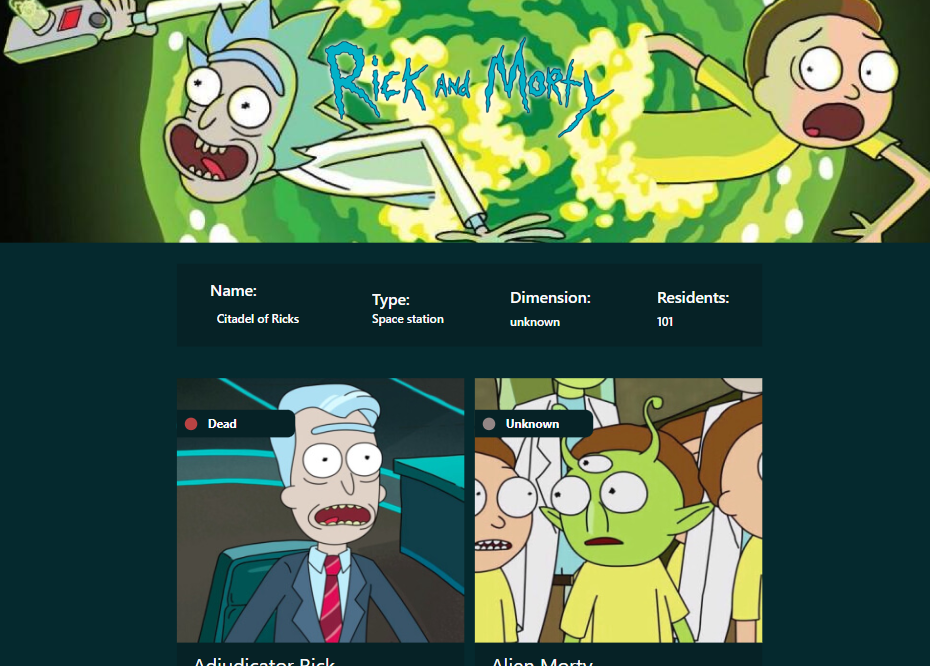 Rick and Morty
Name:
Citadel of Ricks
Type:
Space station
Dimension:
unknown
Residents:
101
Dead
Unknown
Adjudicator Rick
Alien Morty